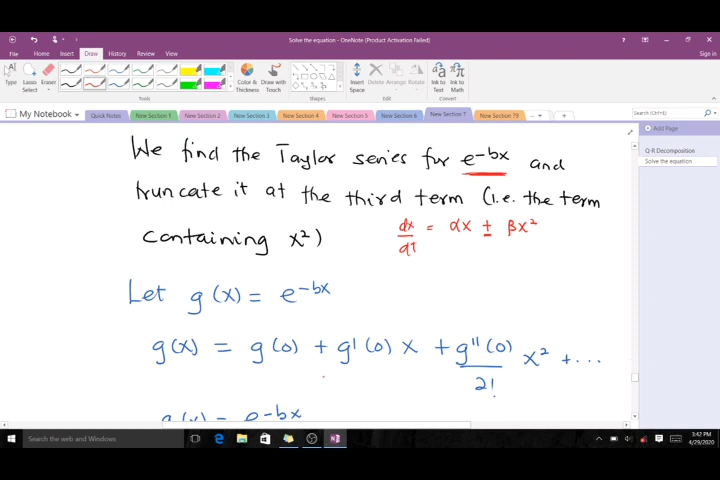 Solve the equation - OneNote (Product Activation Failed)
File Home Insert Draw History Review View
Sign in
Type Lasso Select Eraser
Color & Thickness Draw with Touch
Insert Space Delete Arrange Rotate
Ink to Text Ink to Math
Tools Shapes Edit Convert
My Notebook Quick Notes New Section 1 New Section 2 New Section 3 New Section 4 New Section 5 New Section 6 New Section 7 New Section 79
Search (Ctrl+E)
Add Page
Q-R Decomposition
Solve the equation
We find the Taylor series for e^-bx and
truncate it at the third term (i.e. the term
containing x²)
dx/dt = αx ± βx²
Let g(x) = e^-bx
g(x) = g(0) + g'(0) x + g''(0)/2! x² + ...
g(x) = e^-bx
Search the Web and Windows
3:42 PM
4/29/2020